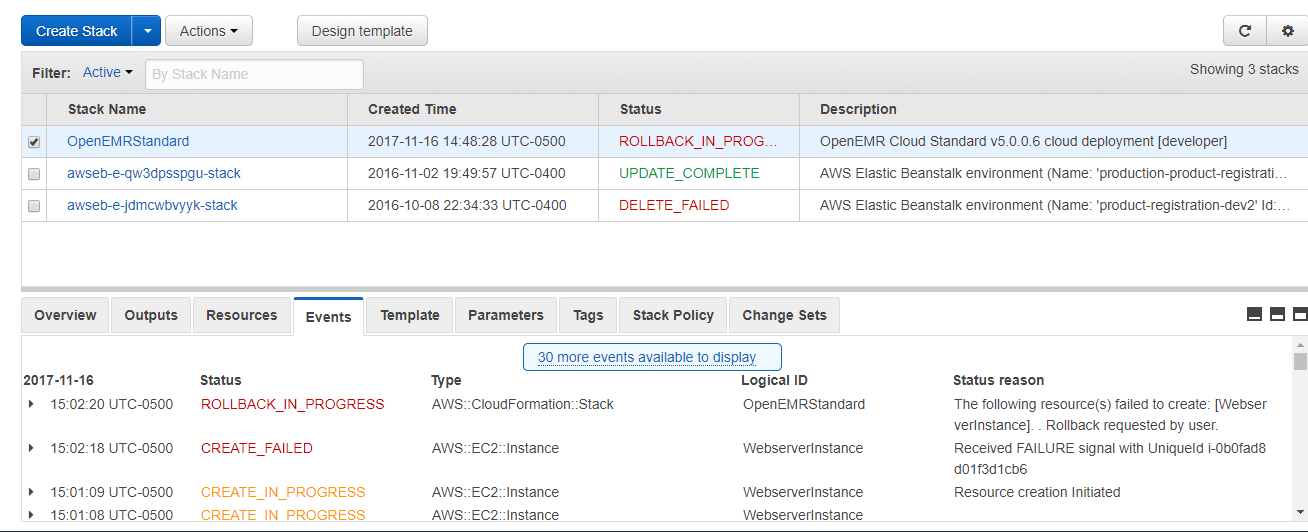 Create Stack Actions Design template
Filter: Active By Stack Name Showing 3 stacks
Stack Name Created Time Status Description
OpenEMRStandard 2017-11-16 14:48:28 UTC-0500 ROLLBACK_IN_PROG... OpenEMR Cloud Standard v5.0.0.6 cloud deployment [developer]
awseb-e-qw3dpsspgu-stack 2016-11-02 19:49:57 UTC-0400 UPDATE_COMPLETE AWS Elastic Beanstalk environment (Name: 'production-product-registrati...
awseb-e-jdmcwbvyyk-stack 2016-10-08 22:34:33 UTC-0400 DELETE_FAILED AWS Elastic Beanstalk environment (Name: 'product-registration-dev2' Id:...
Overview Outputs Resources Events Template Parameters Tags Stack Policy Change Sets
30 more events available to display
2017-11-16 Status Type Logical ID Status reason
15:02:20 UTC-0500 ROLLBACK_IN_PROGRESS AWS::CloudFormation::Stack OpenEMRStandard The following resource(s) failed to create: [Webser
verInstance]. . Rollback requested by user.
15:02:18 UTC-0500 CREATE_FAILED AWS::EC2::Instance WebserverInstance Received FAILURE signal with UniqueId i-0b0fad8
d01f3d1cb6
15:01:09 UTC-0500 CREATE_IN_PROGRESS AWS::EC2::Instance WebserverInstance Resource creation Initiated
15:01:08 UTC-0500 CREATE_IN_PROGRESS AWS::EC2::Instance WebserverInstance